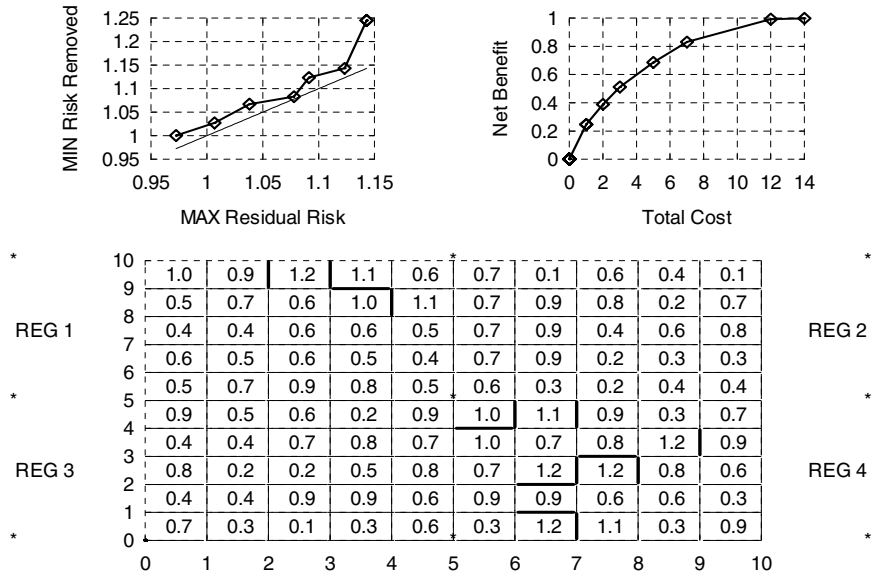 1.25
1.2
1.15
1.1
1.05
1
0.95
MIN Risk Removed
0.95 1 1.05 1.1 1.15
MAX Residual Risk
1
0.8
0.6
0.4
0.2
0
Net Benefit
0 2 4 6 8 10 12 14
Total Cost
* * *
10
1.0 0.9 1.2 1.1 0.6 0.7 0.1 0.6 0.4 0.1
9
0.5 0.7 0.6 1.0 1.1 0.7 0.9 0.8 0.2 0.7
8
REG 1 0.4 0.4 0.6 0.6 0.5 0.7 0.9 0.4 0.6 0.8 REG 2
7
0.6 0.5 0.6 0.5 0.4 0.7 0.9 0.2 0.3 0.3
6
0.5 0.7 0.9 0.8 0.5 0.6 0.3 0.2 0.4 0.4
* * *
5
0.9 0.5 0.6 0.2 0.9 1.0 1.1 0.9 0.3 0.7
4
0.4 0.4 0.7 0.8 0.7 1.0 0.7 0.8 1.2 0.9
3
REG 3 0.8 0.2 0.2 0.5 0.8 0.7 1.2 1.2 0.8 0.6 REG 4
2
0.4 0.4 0.9 0.9 0.6 0.9 0.9 0.6 0.6 0.3
1
0.7 0.3 0.1 0.3 0.6 0.3 1.2 1.1 0.3 0.9
* * *
0
0 1 2 3 4 5 6 7 8 9 10